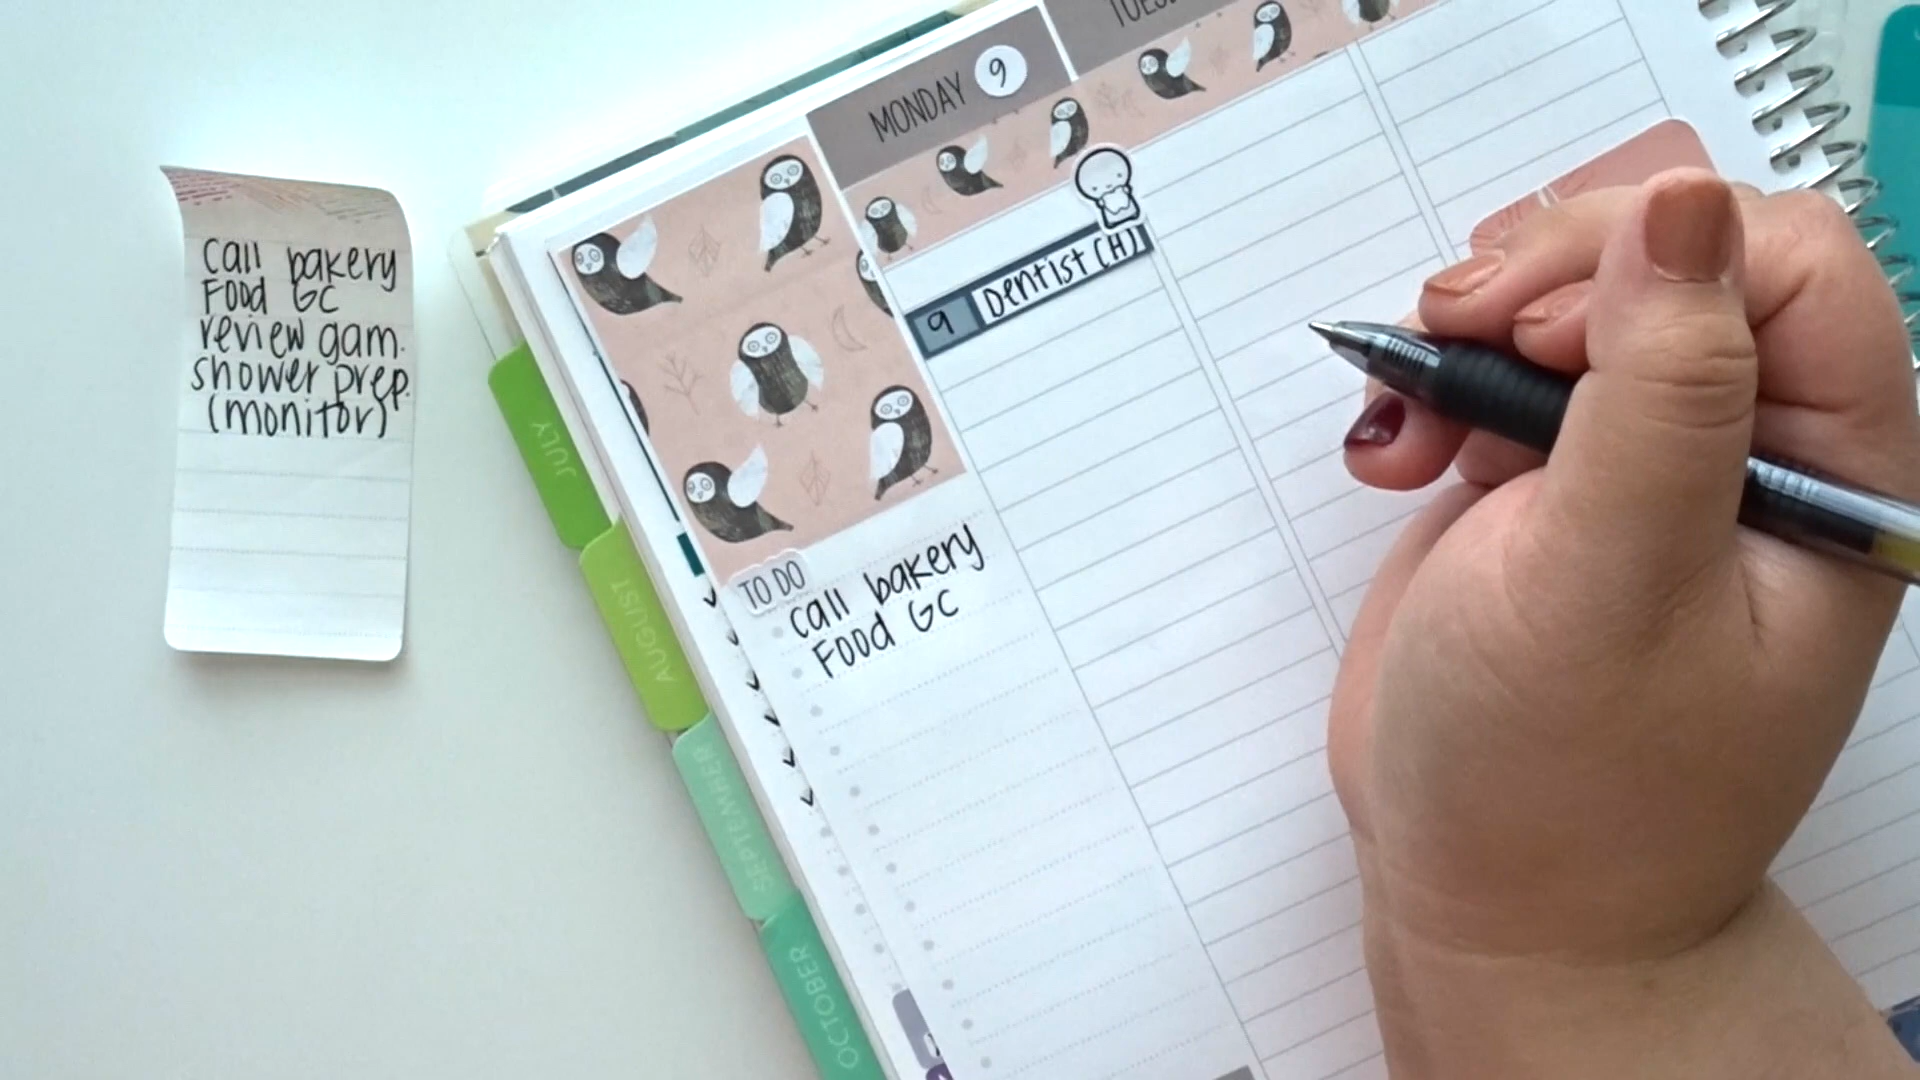 call bakery
Food GC
review gam.
shower prep.
(monitor)
MONDAY 9
9 Dentist (H)
TO DO
call bakery
Food GC
JULY
AUGUST
SEPTEMBER
OCTOBER